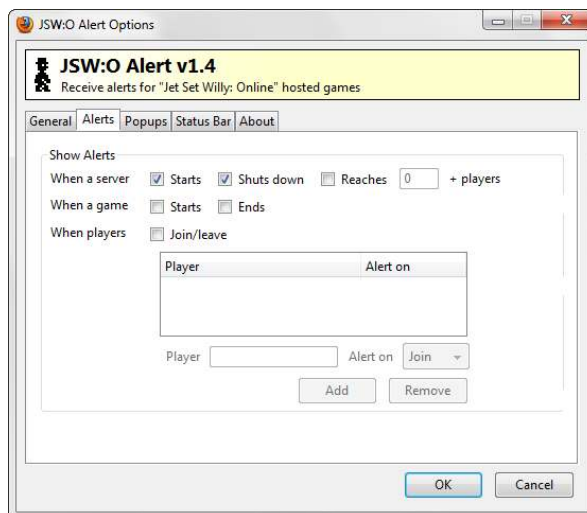 JSW:O Alert Options
JSW:O Alert v1.4
Receive alerts for "Jet Set Willy: Online" hosted games
General Alerts Popups Status Bar About
Show Alerts
When a server Starts Shuts down Reaches 0 + players
When a game Starts Ends
When players Join/leave
Player Alert on
Player Alert on Join
Add Remove
OK Cancel